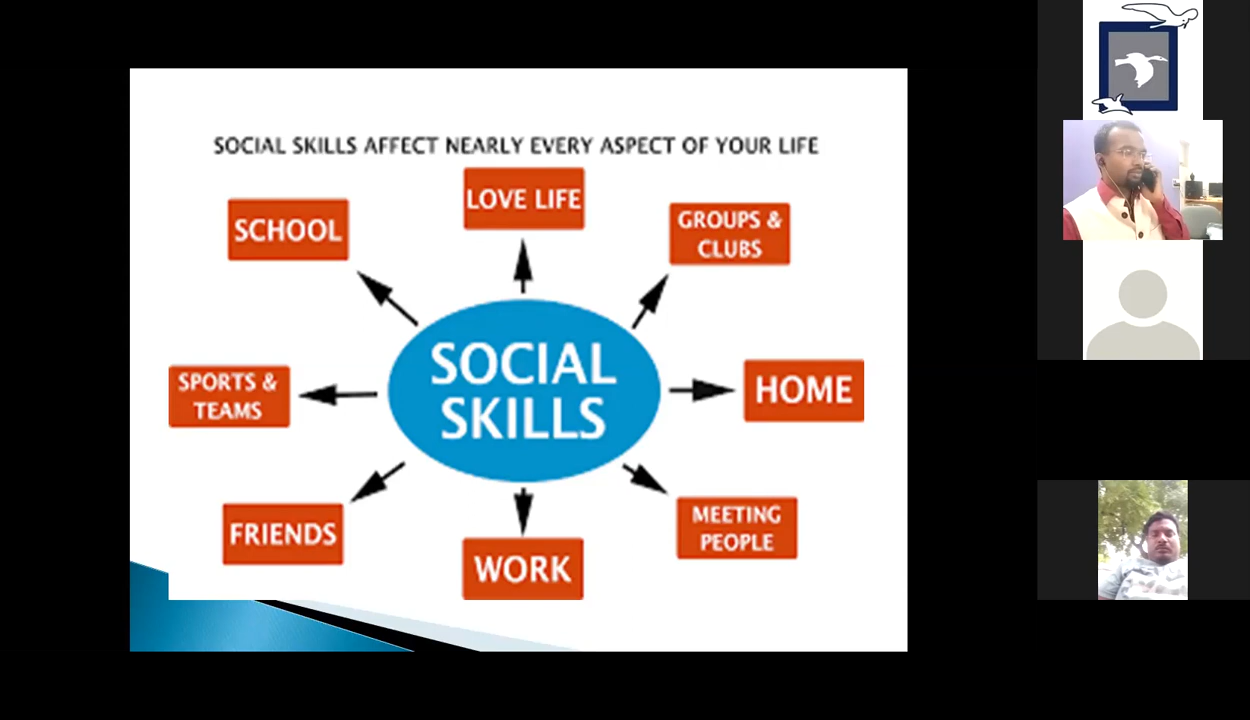 SOCIAL SKILLS AFFECT NEARLY EVERY ASPECT OF YOUR LIFE
LOVE LIFE
SCHOOL
GROUPS &
CLUBS
SOCIAL
SKILLS
SPORTS &
TEAMS
HOME
FRIENDS
MEETING
PEOPLE
WORK